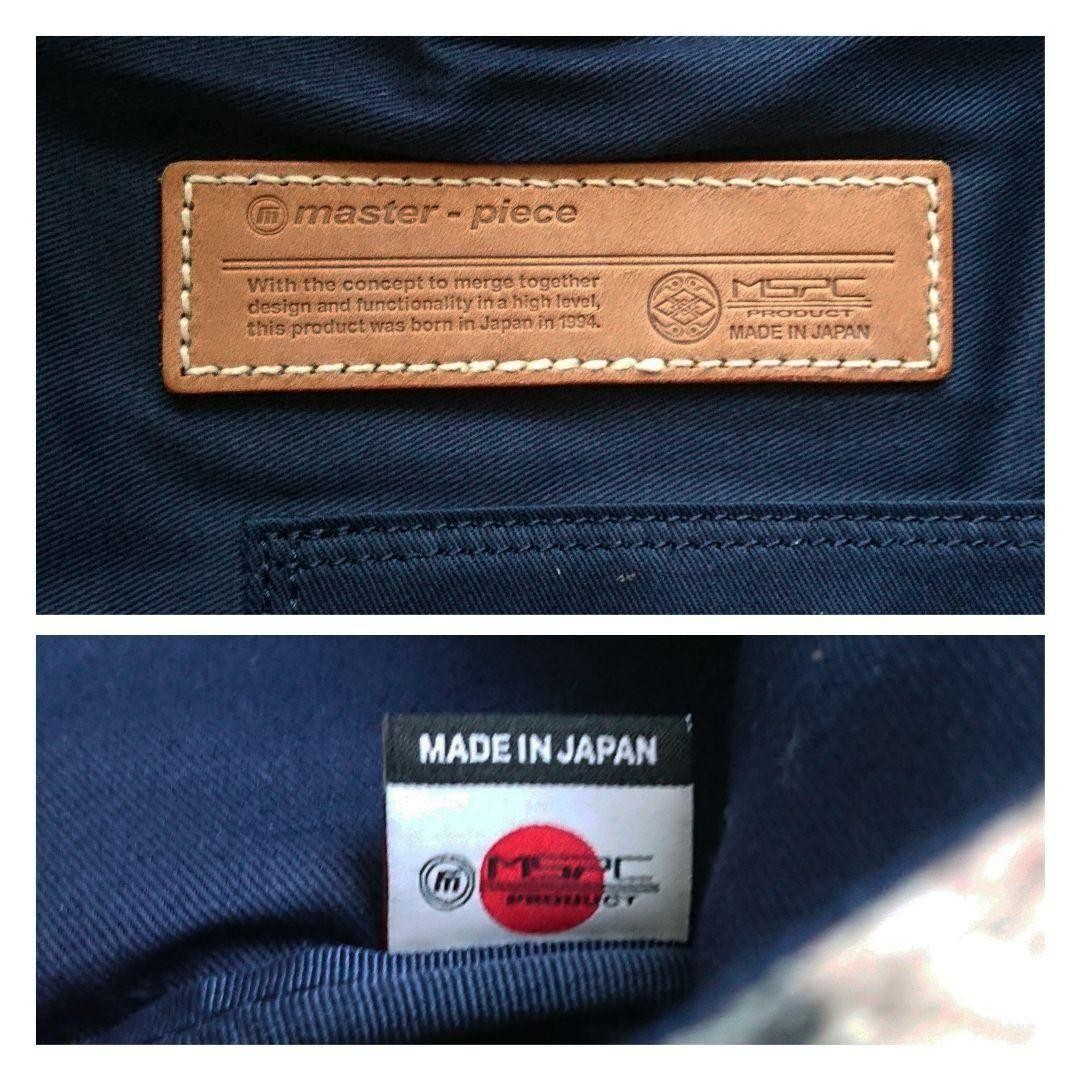 m master - piece
With the concept to merge together
design and functionality in a high level,
this product was born in Japan in 1994.
MSPC
PRODUCT
MADE IN JAPAN
MADE IN JAPAN
m MSPC
PRODUCT